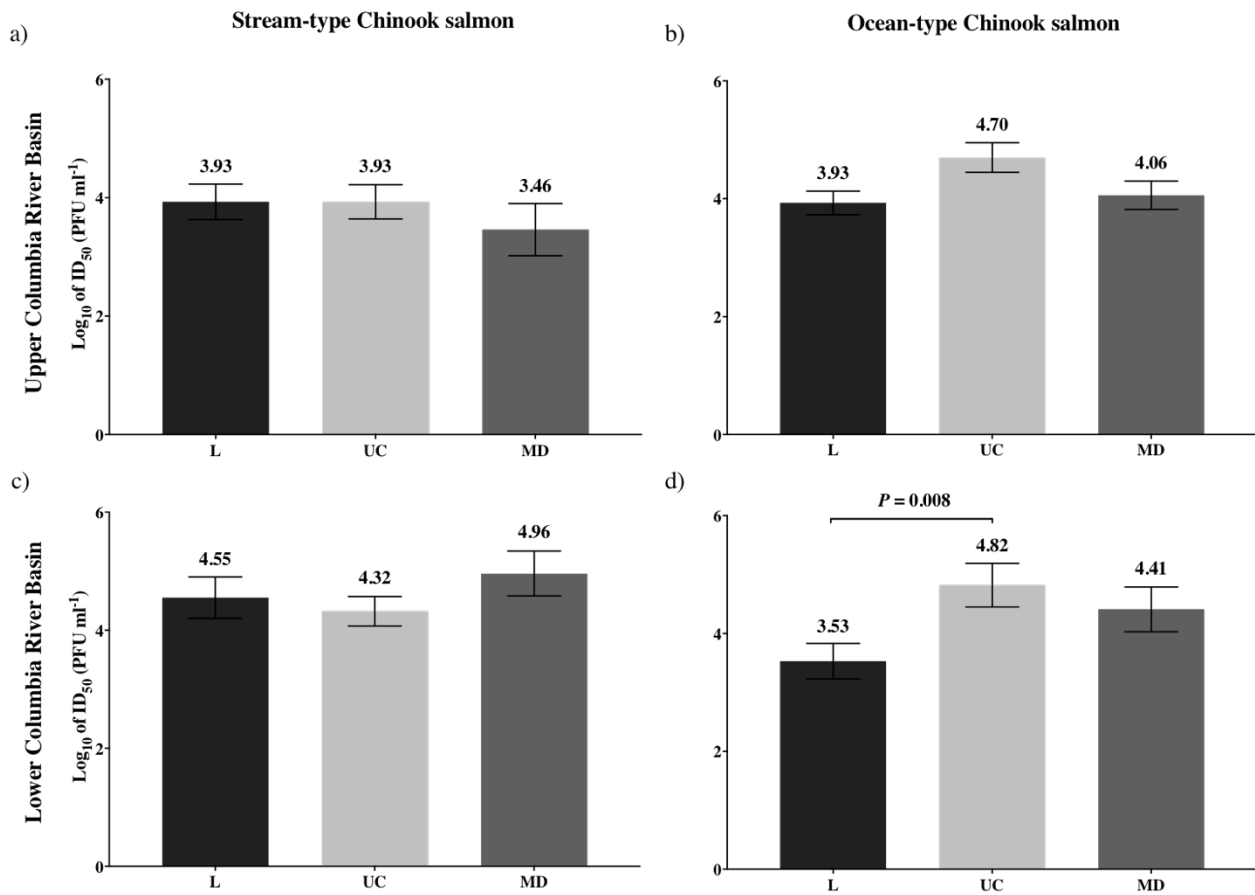 Stream-type Chinook salmon
Ocean-type Chinook salmon
a)
Upper Columbia River Basin
Log10 of ID50 (PFU ml-1)
6
4
2
0
3.93
3.93
3.46
L
UC
MD
b)
6
4
2
0
3.93
4.70
4.06
L
UC
MD
c)
Lower Columbia River Basin
Log10 of ID50 (PFU ml-1)
6
4
2
0
4.55
4.32
4.96
L
UC
MD
d)
6
4
2
0
P = 0.008
3.53
4.82
4.41
L
UC
MD